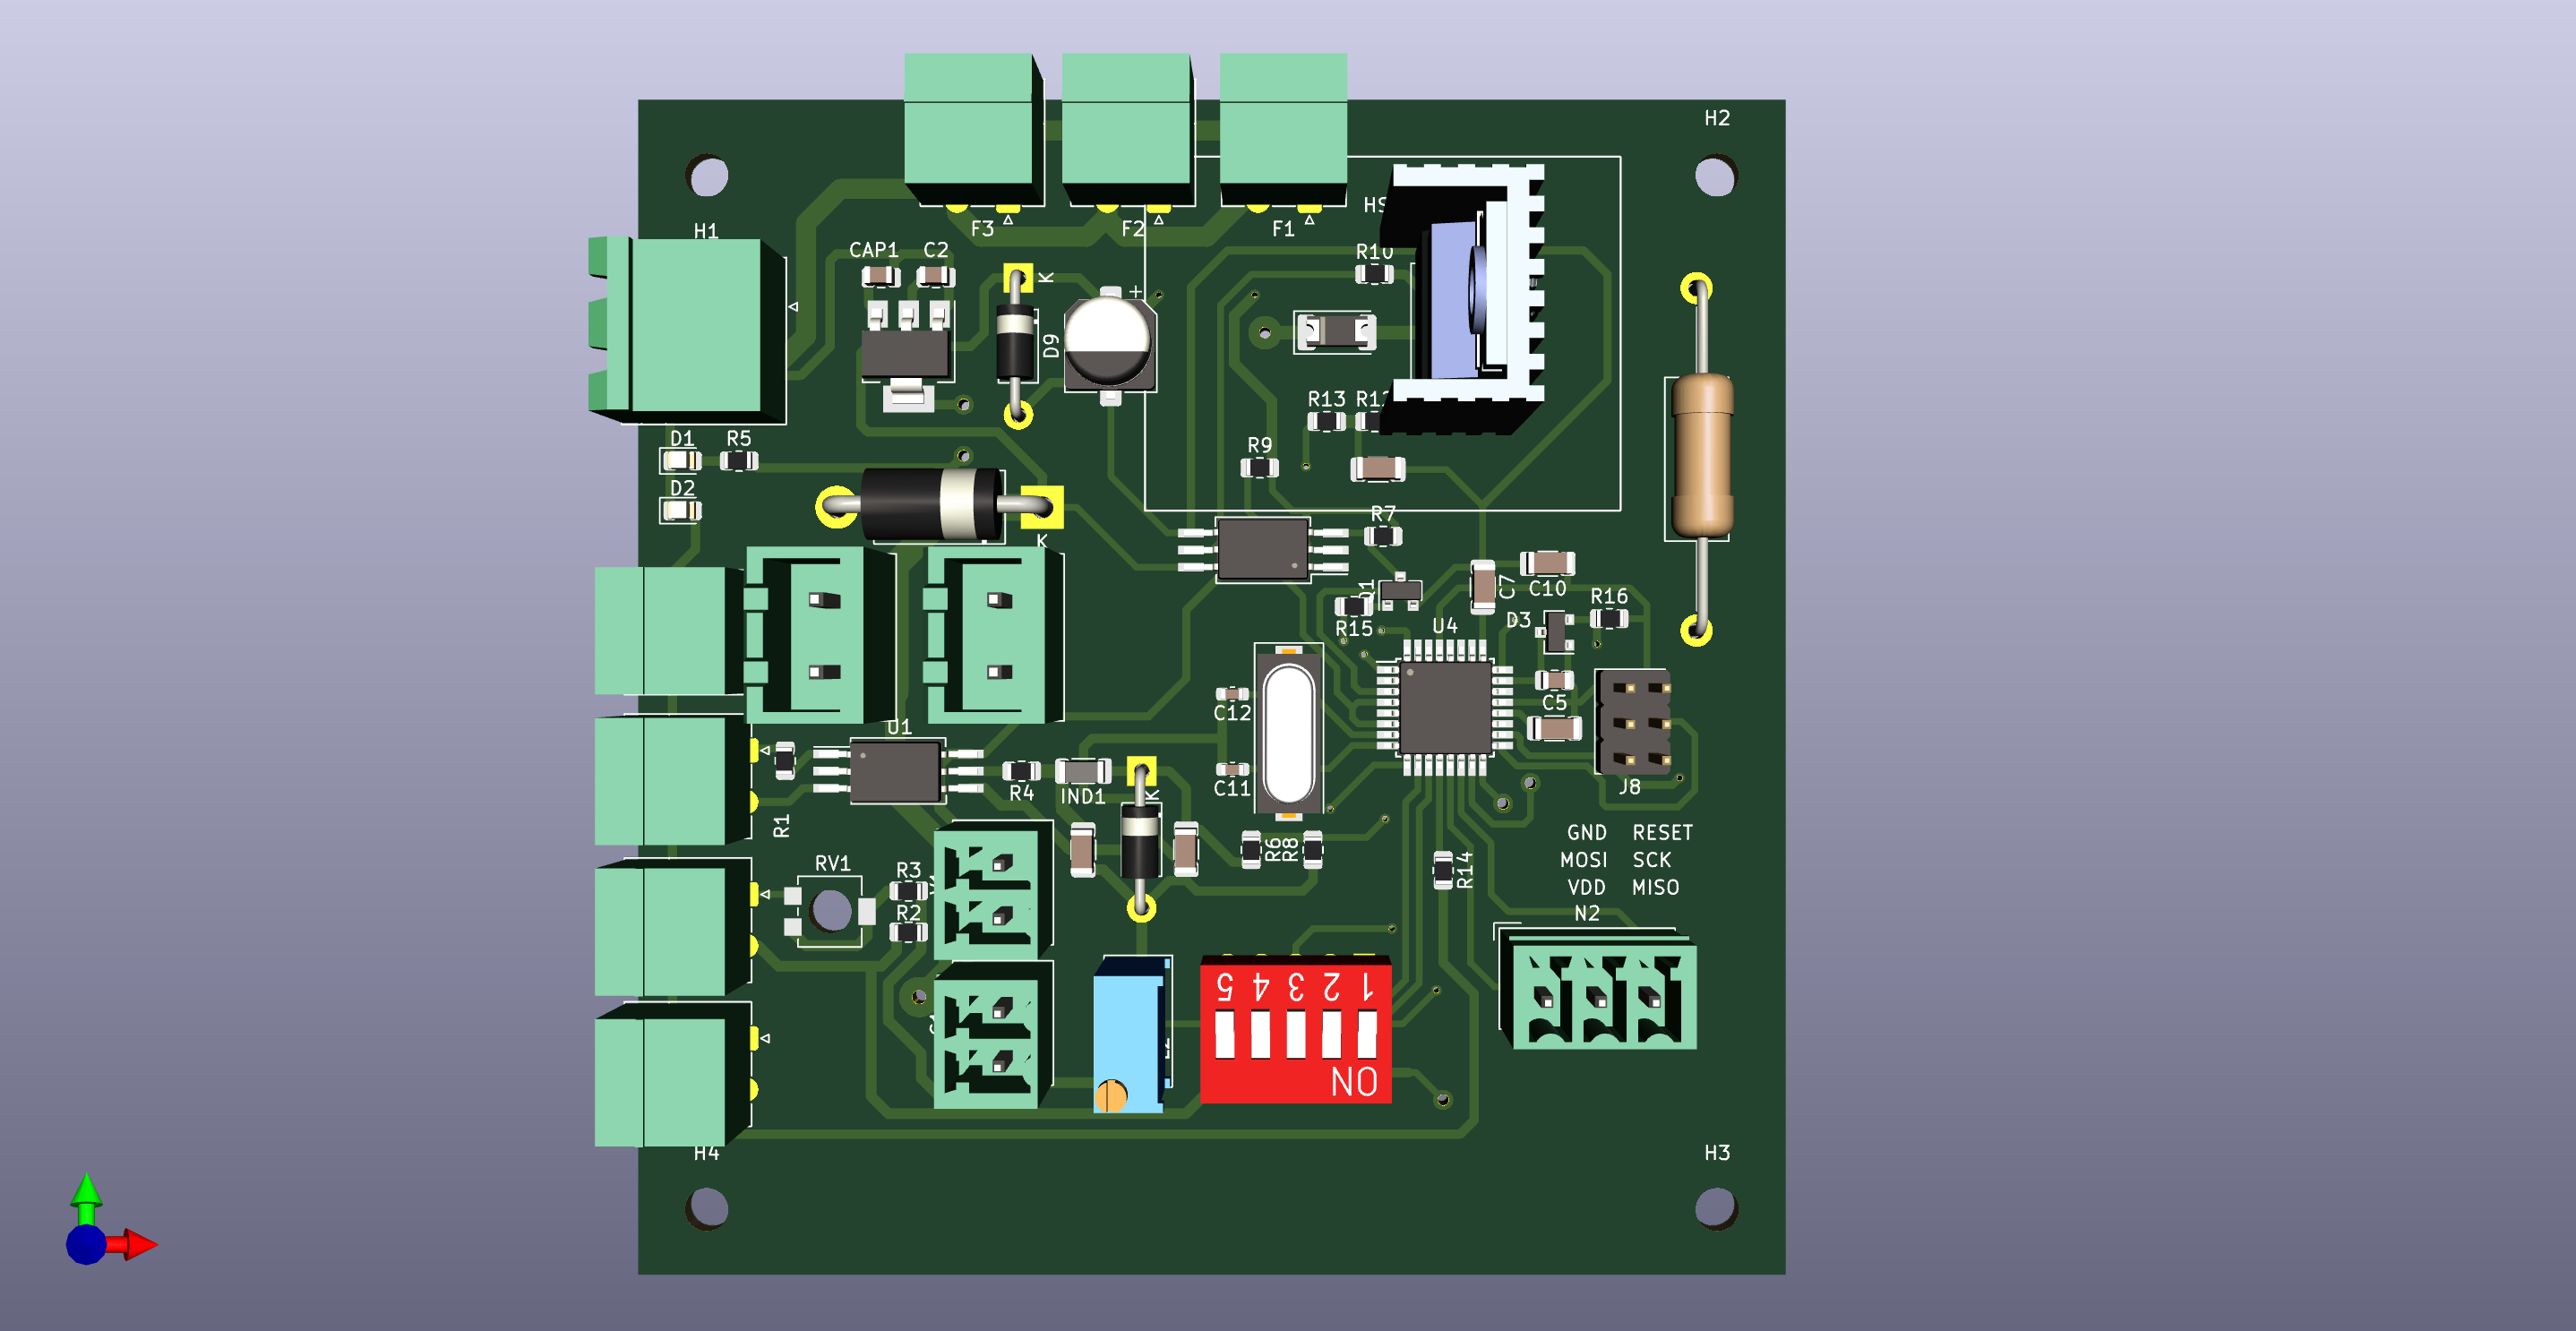 H2
F3
F2
F1
H1
CAP1
C2
R10
K
+
D9
R13
D1
R5
R9
D2
R7
K
C7
C10
R16
D3
R15
U4
C12
C5
U1
R4
IND1
K
C11
J8
R1
GND RESET
MOSI SCK
VDD MISO
RV1
R3
R6
R8
R14
R2
N2
5 4 3 2 1
ON
H4
H3